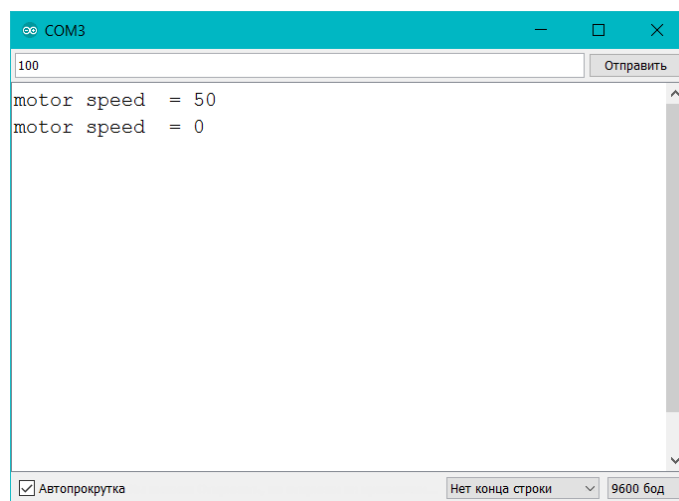 COM3
100
Отправить
motor speed  = 50
motor speed  = 0
Автопрокрутка
Нет конца строки
9600 бод